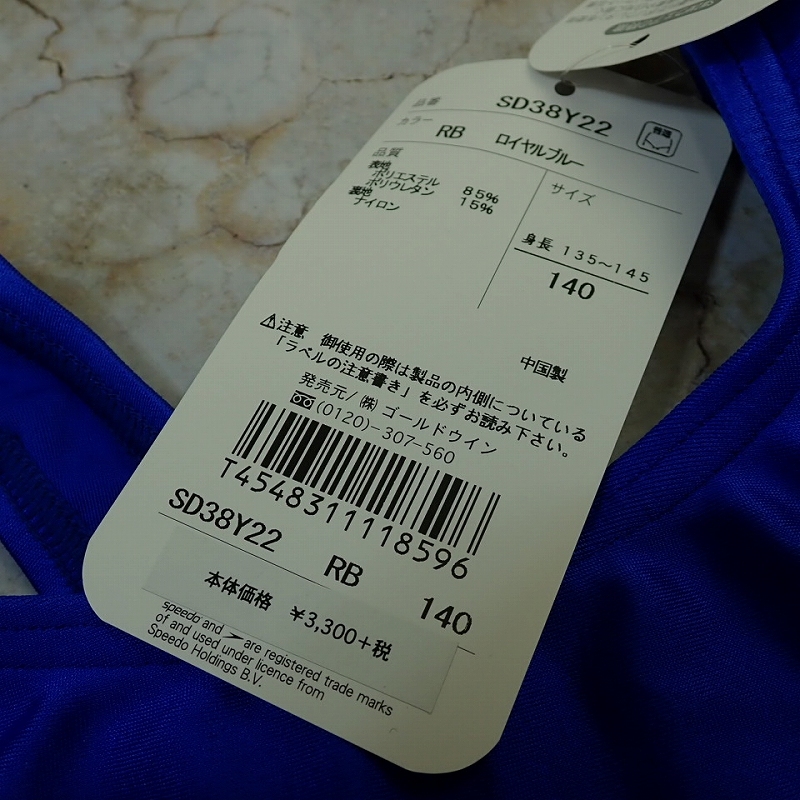 品番 SD38Y22 普通
カラー RB ロイヤルブルー
品質
表地
ポリエステル 85%
ポリウレタン 15%
裏地
ナイロン
サイズ
身長 135~145
140
中国製
⚠注意 御使用の際は製品の内側についている
「ラベルの注意書き」を必ずお読み下さい。
発売元/㈱ゴールドウイン
(0120)-307-560
T4548311118596
SD38Y22 RB 140
本体価格 ¥3,300+税
speedo and are registered trade marks
of and used under licence from
Speedo Holdings B.V.